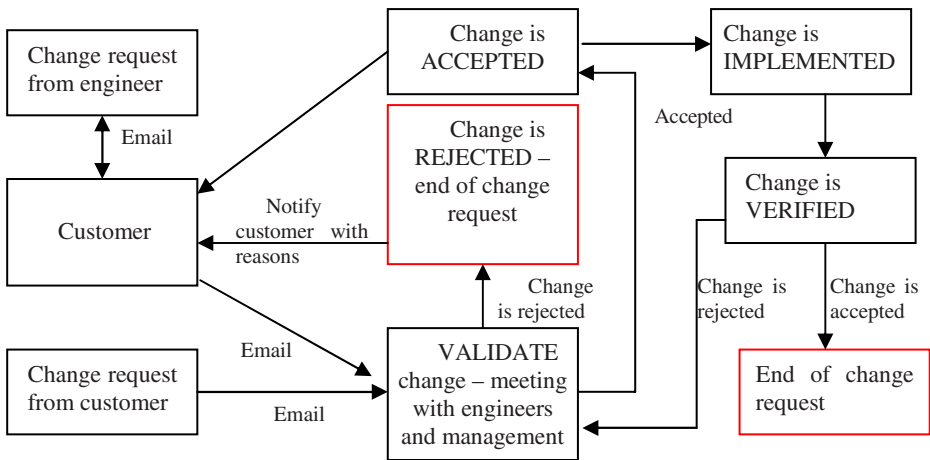 Change request
from engineer
Email
Customer
Change request
from customer
Email
Email
Notify
customer with
reasons
Change is
ACCEPTED
Change is
REJECTED –
end of change
request
Change
is rejected
VALIDATE
change – meeting
with engineers
and management
Change is
IMPLEMENTED
Accepted
Change is
VERIFIED
Change is
rejected
Change is
accepted
End of change
request